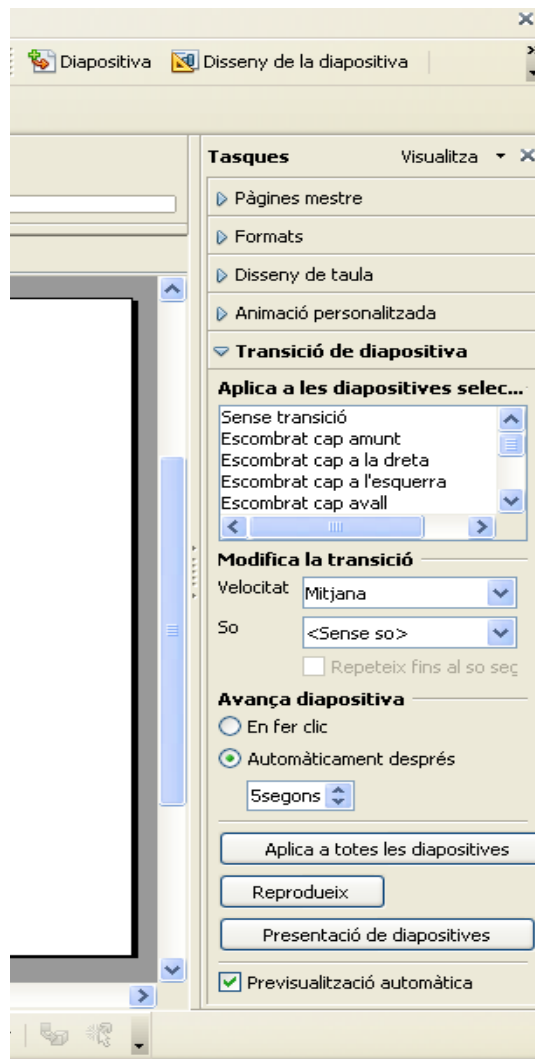 Diapositiva Disseny de la diapositiva
Tasques Visualitza
Pàgines mestre
Formats
Disseny de taula
Animació personalitzada
Transició de diapositiva
Aplica a les diapositives selec...
Sense transició
Escombrat cap amunt
Escombrat cap a la dreta
Escombrat cap a l'esquerra
Escombrat cap avall
Modifica la transició
Velocitat Mitjana
So <Sense so>
Repeteix fins al so seg
Avança diapositiva
En fer clic
Automàticament després
5segons
Aplica a totes les diapositives
Reprodueix
Presentació de diapositives
Previsualització automàtica